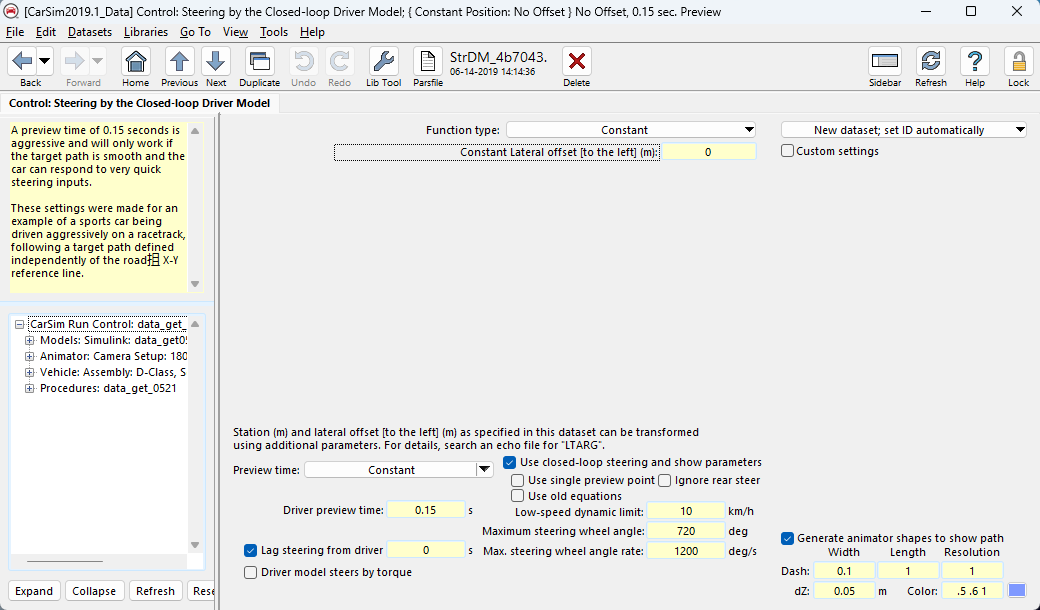 [CarSim2019.1_Data] Control: Steering by the Closed-loop Driver Model; { Constant Position: No Offset } No Offset, 0.15 sec. Preview
File Edit Datasets Libraries Go To View Tools Help
Back Forward Home Previous Next Duplicate Undo Redo Lib Tool Parsfile
StrDM_4b7043.
06-14-2019 14:14:36
Delete Sidebar Refresh Help Lock
Control: Steering by the Closed-loop Driver Model
A preview time of 0.15 seconds is
aggressive and will only work if
the target path is smooth and the
car can respond to very quick
steering inputs.
These settings were made for an
example of a sports car being
driven aggressively on a racetrack,
following a target path defined
independently of the road担 X-Y
reference line.
CarSim Run Control: data_get_
Models: Simulink: data_get05
Animator: Camera Setup: 180
Vehicle: Assembly: D-Class, S
Procedures: data_get_0521
Expand Collapse Refresh Rese
Function type: Constant
Constant Lateral offset [to the left] (m): 0
New dataset; set ID automatically
Custom settings
Station (m) and lateral offset [to the left] (m) as specified in this dataset can be transformed
using additional parameters. For details, search an echo file for "LTARG".
Preview time: Constant
Use closed-loop steering and show parameters
Use single preview point Ignore rear steer
Use old equations
Driver preview time: 0.15 s
Low-speed dynamic limit: 10 km/h
Maximum steering wheel angle: 720 deg
Lag steering from driver 0 s
Max. steering wheel angle rate: 1200 deg/s
Driver model steers by torque
Generate animator shapes to show path
Width Length Resolution
Dash: 0.1 1 1
dZ: 0.05 m Color: .5 .6 1